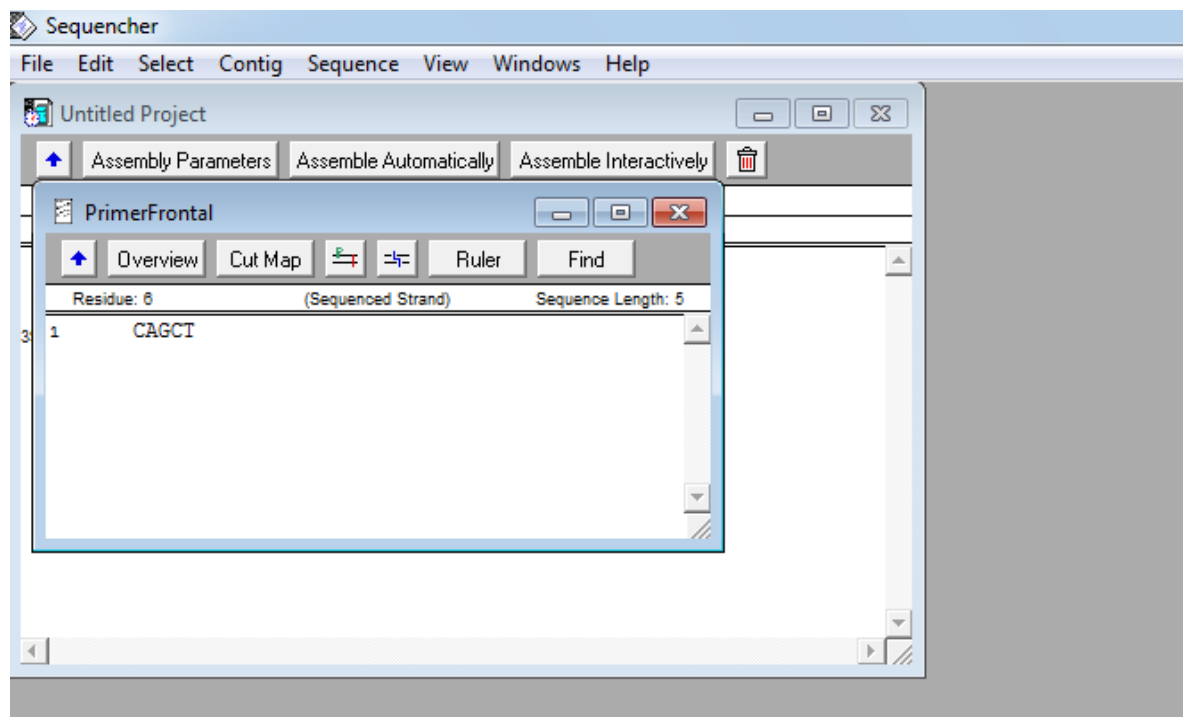 Sequencher
File Edit Select Contig Sequence View Windows Help
Untitled Project
Assembly Parameters Assemble Automatically Assemble Interactively
PrimerFrontal
Overview Cut Map Ruler Find
Residue: 6 (Sequenced Strand) Sequence Length: 5
1 CAGCT